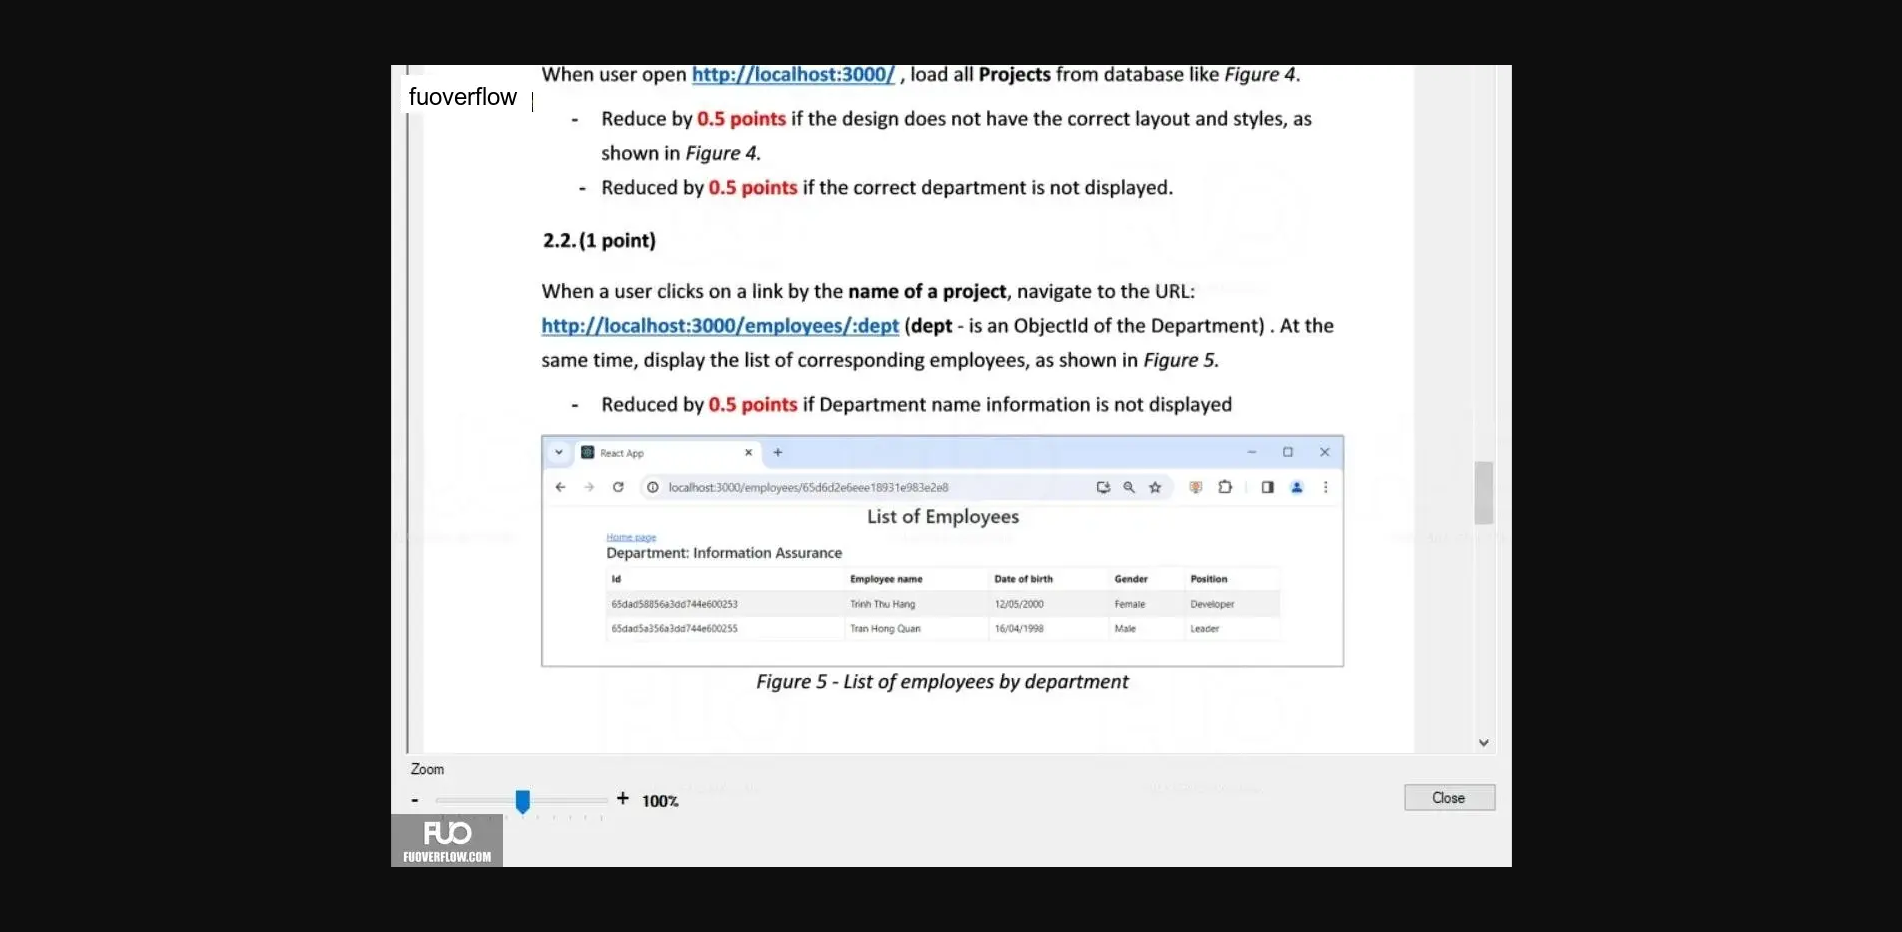 When user open http://localhost:3000/ , load all Projects from database like Figure 4.
fuoverflow
- Reduce by 0.5 points if the design does not have the correct layout and styles, as
shown in Figure 4.
- Reduced by 0.5 points if the correct department is not displayed.
2.2.(1 point)
When a user clicks on a link by the name of a project, navigate to the URL:
http://localhost:3000/employees/:dept (dept - is an ObjectId of the Department) . At the
same time, display the list of corresponding employees, as shown in Figure 5.
- Reduced by 0.5 points if Department name information is not displayed
React App
localhost:3000/employees/65d6d2e6eee18931e983e2e8
List of Employees
Home page
Department: Information Assurance
Id Employee name Date of birth Gender Position
65dad58856a3dd744e600253 Trinh Thu Hang 12/05/2000 Female Developer
65dad5a356a3dd744e600255 Tran Hong Quan 16/04/1998 Male Leader
Figure 5 - List of employees by department
Zoom
- + 100%
Close
FUO
FUOVERFLOW.COM